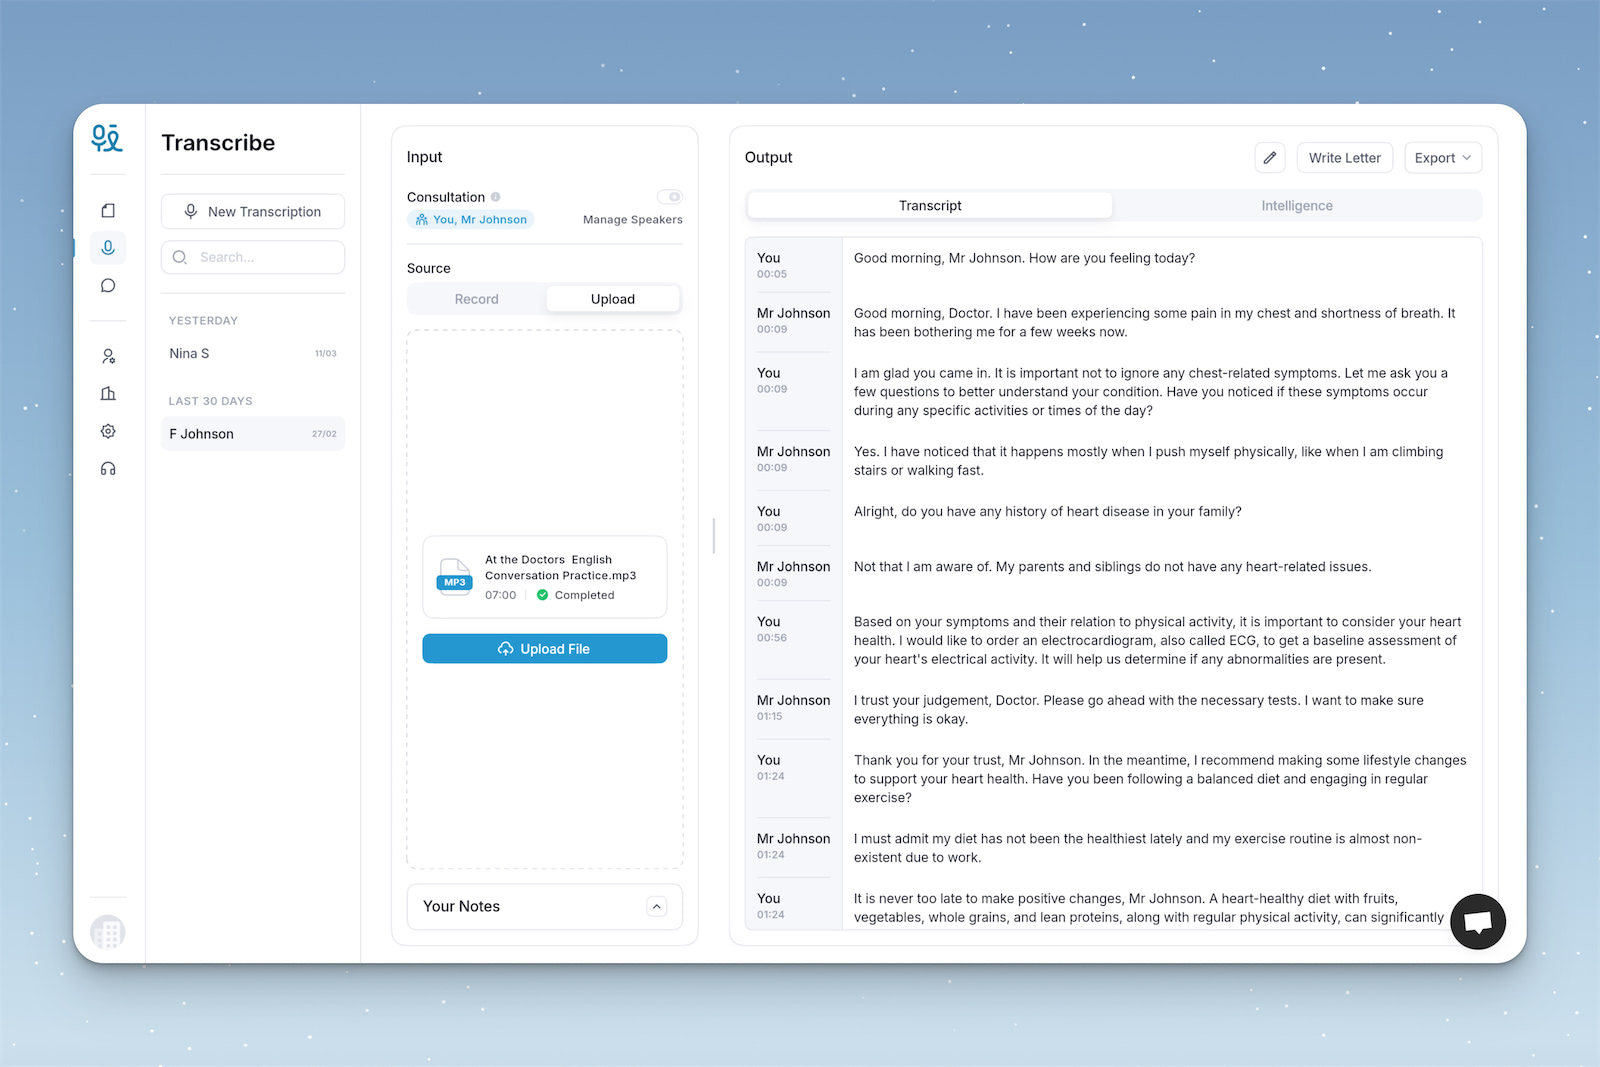 Transcribe
New Transcription
Search...
YESTERDAY
Nina S 11/03
LAST 30 DAYS
F Johnson 27/02
Input
Consultation
You, Mr Johnson Manage Speakers
Source
Record Upload
MP3
At the Doctors English
Conversation Practice.mp3
07:00 Completed
Upload File
Your Notes
Output
Write Letter
Export
Transcript Intelligence
You
00:05
Good morning, Mr Johnson. How are you feeling today?
Mr Johnson
00:09
Good morning, Doctor. I have been experiencing some pain in my chest and shortness of breath. It
has been bothering me for a few weeks now.
You
00:09
I am glad you came in. It is important not to ignore any chest-related symptoms. Let me ask you a
few questions to better understand your condition. Have you noticed if these symptoms occur
during any specific activities or times of the day?
Mr Johnson
00:09
Yes. I have noticed that it happens mostly when I push myself physically, like when I am climbing
stairs or walking fast.
You
00:09
Alright, do you have any history of heart disease in your family?
Mr Johnson
00:09
Not that I am aware of. My parents and siblings do not have any heart-related issues.
You
00:56
Based on your symptoms and their relation to physical activity, it is important to consider your heart
health. I would like to order an electrocardiogram, also called ECG, to get a baseline assessment of
your heart's electrical activity. It will help us determine if any abnormalities are present.
Mr Johnson
01:15
I trust your judgement, Doctor. Please go ahead with the necessary tests. I want to make sure
everything is okay.
You
01:24
Thank you for your trust, Mr Johnson. In the meantime, I recommend making some lifestyle changes
to support your heart health. Have you been following a balanced diet and engaging in regular
exercise?
Mr Johnson
01:24
I must admit my diet has not been the healthiest lately and my exercise routine is almost non-
existent due to work.
You
01:24
It is never too late to make positive changes, Mr Johnson. A heart-healthy diet with fruits,
vegetables, whole grains, and lean proteins, along with regular physical activity, can significantly